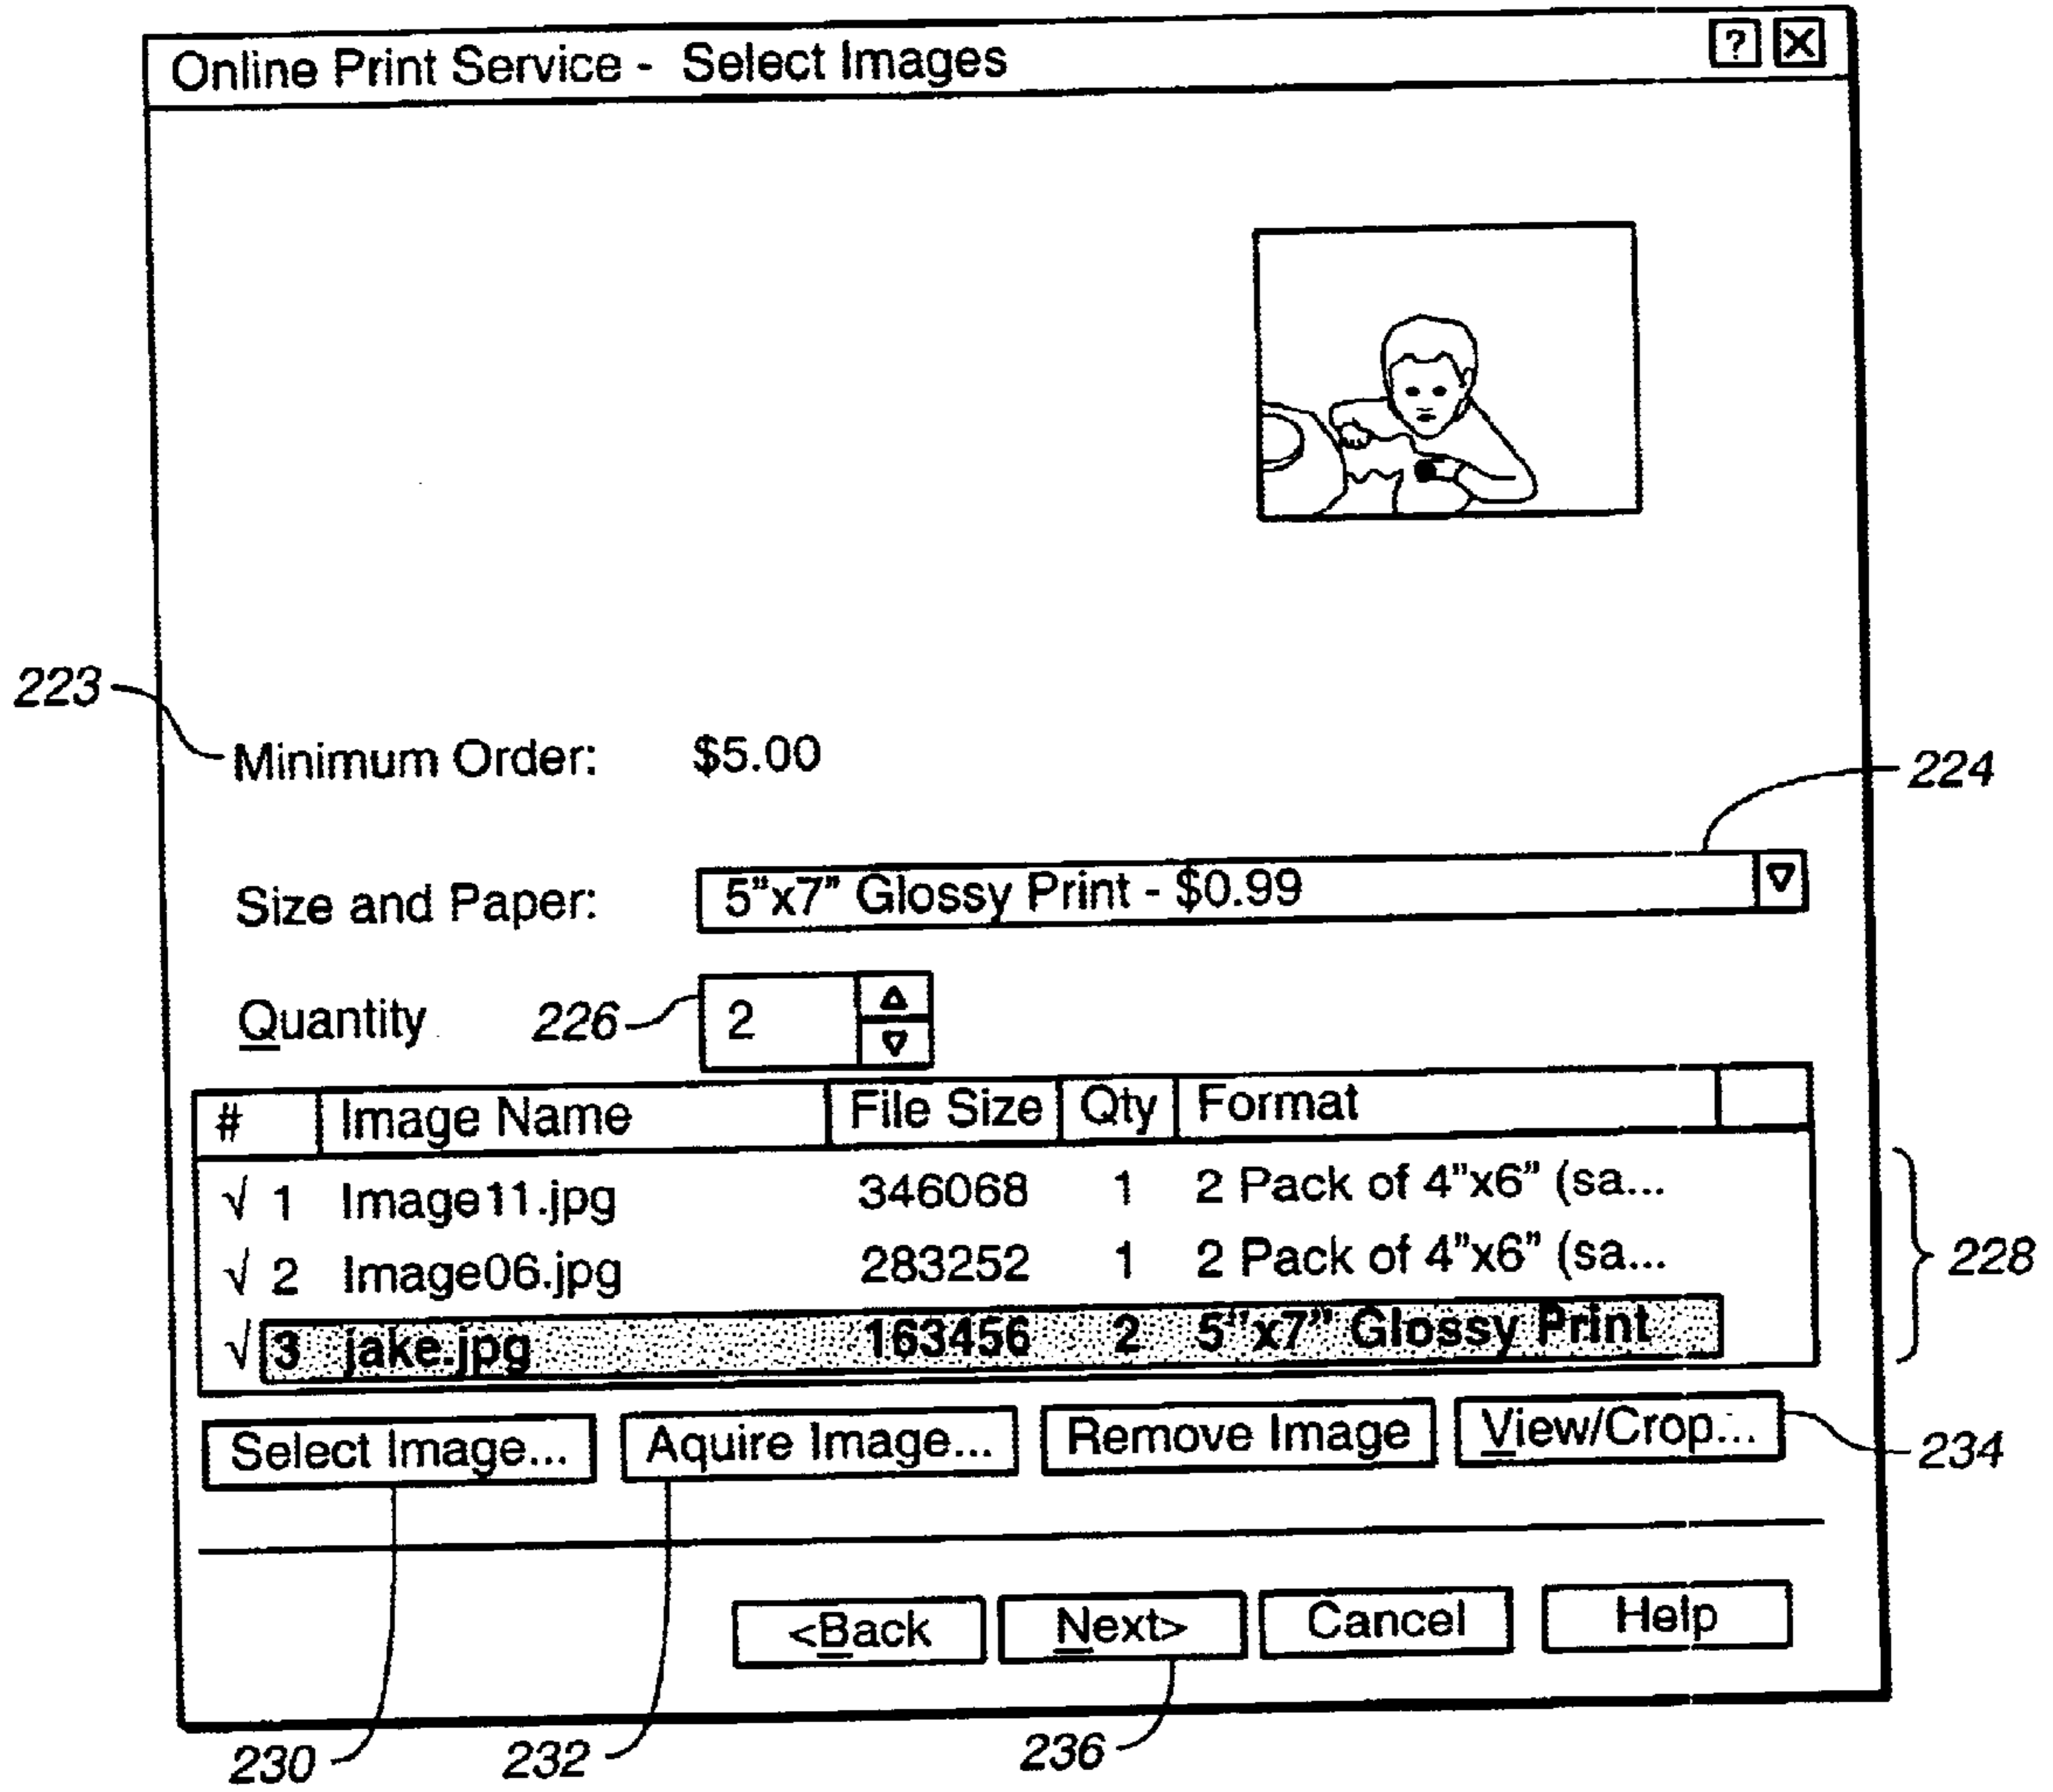 Online Print Service - Select Images ? X
223
Minimum Order: $5.00
224
Size and Paper: 5"x7" Glossy Print - $0.99
Quantity 226 2
# Image Name File Size Qty Format
√ 1 Image11.jpg 346068 1 2 Pack of 4"x6" (sa...
√ 2 Image06.jpg 283252 1 2 Pack of 4"x6" (sa...
228
√ 3 jake.jpg 163456 2 5"x7" Glossy Print
Select Image... Aquire Image... Remove Image View/Crop...
234
<Back Next> Cancel Help
230 232 236